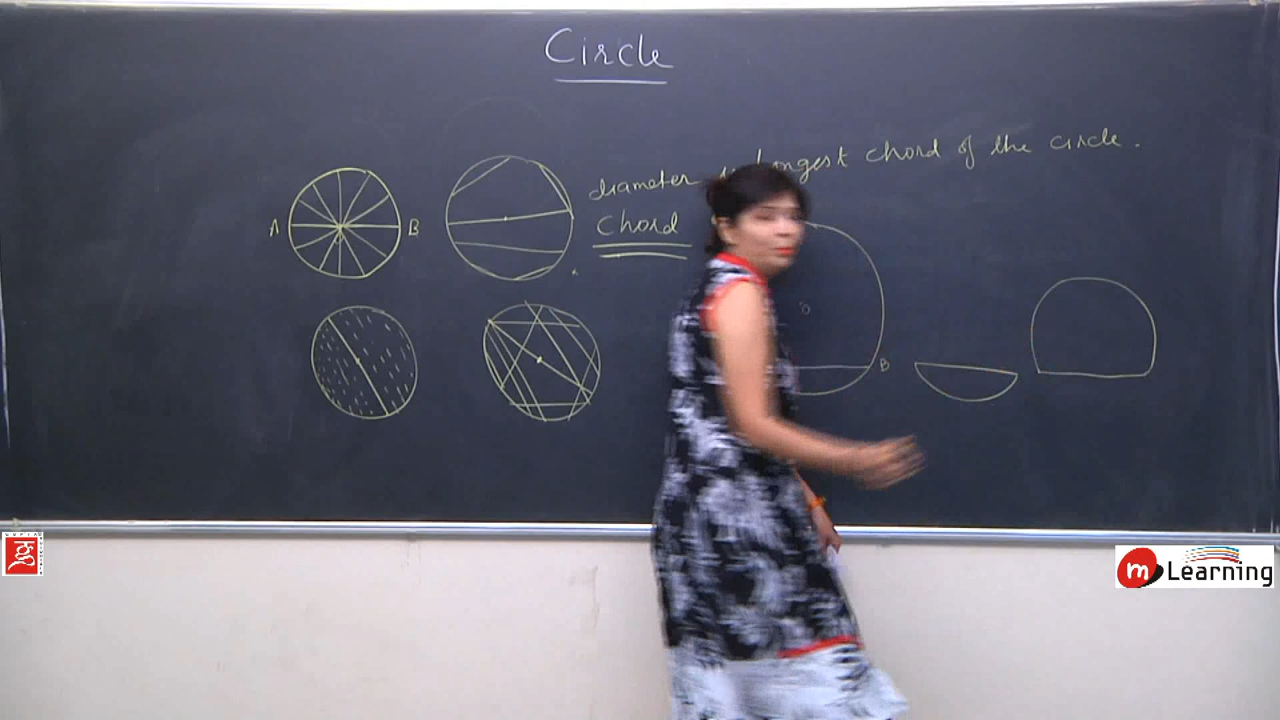 Circle
diameter longest chord of the circle.
Chord
A
B
O
B
m Learning